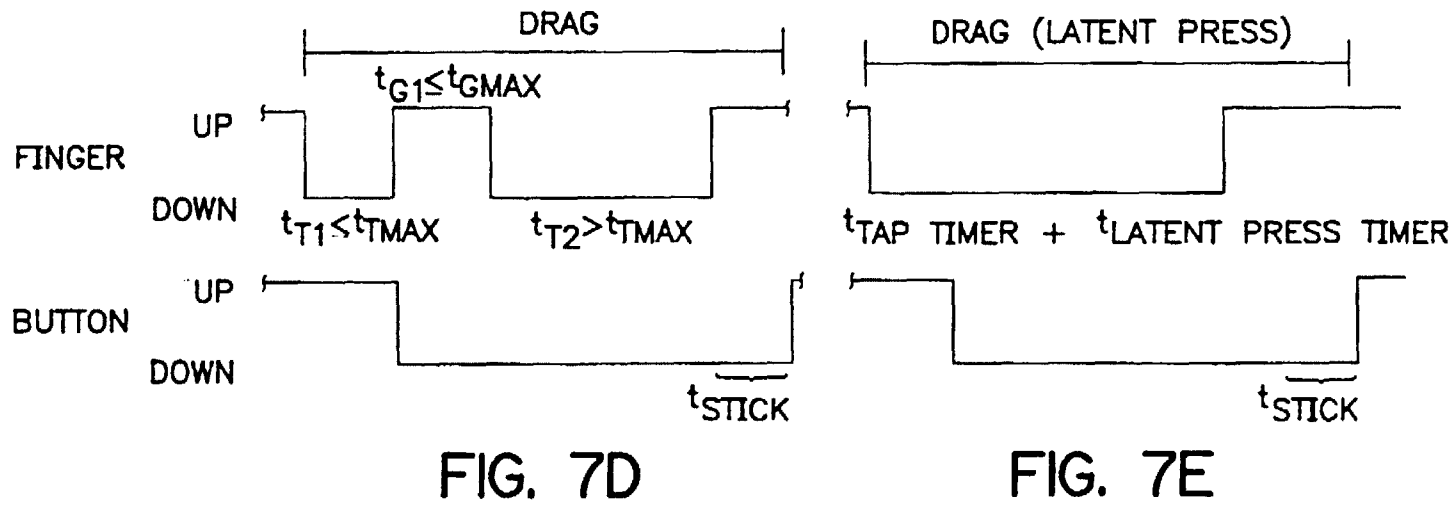 DRAG
tG1≤tGMAX
FINGER
UP
DOWN
tT1≤tTMAX
tT2>tTMAX
BUTTON
UP
DOWN
tSTICK
FIG. 7D
DRAG (LATENT PRESS)
tTAP TIMER + tLATENT PRESS TIMER
tSTICK
FIG. 7E